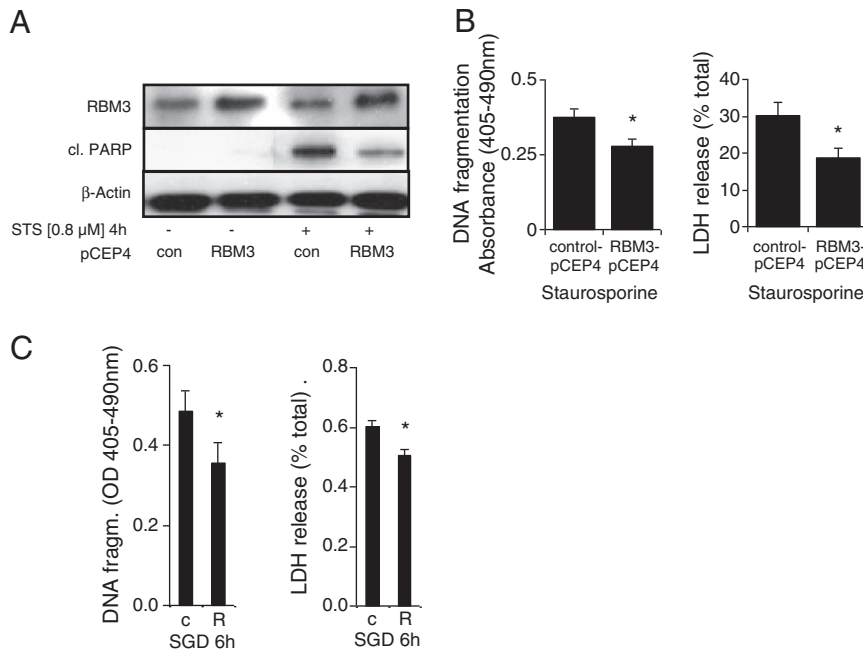 A
RBM3
cl. PARP
β-Actin
STS [0.8 µM] 4h - - + +
pCEP4 con RBM3 con RBM3
B
DNA fragmentation
Absorbance (405-490nm)
0.5
0.25
0
*
control-
pCEP4
RBM3-
pCEP4
Staurosporine
LDH release (% total)
40
30
20
10
0
*
control-
pCEP4
RBM3-
pCEP4
Staurosporine
C
DNA fragm. (OD 405-490nm)
0.6
0.4
0.2
0.0
*
c R
SGD 6h
LDH release (% total) .
0.8
0.6
0.4
0.2
0.0
*
c R
SGD 6h